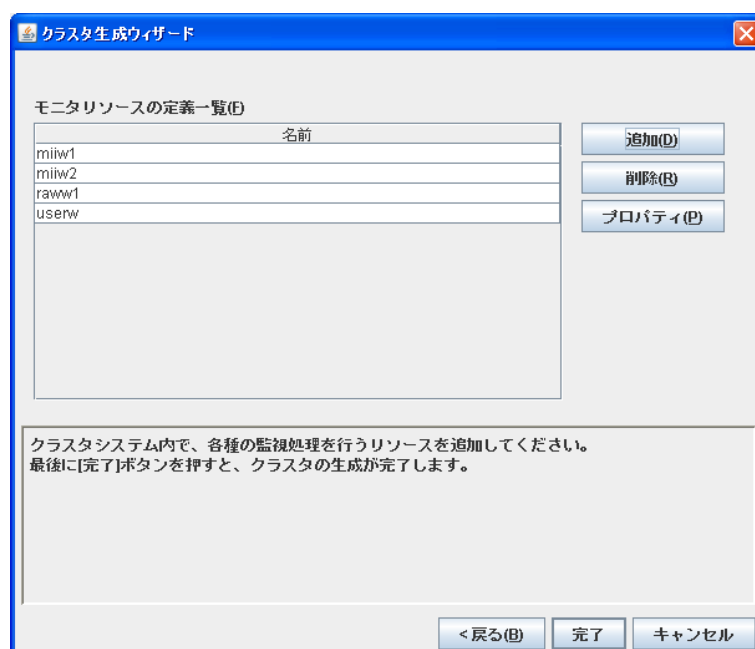 クラスタ生成ウィザード
モニタリソースの定義一覧(F)
名前
miiw1
miiw2
raww1
userw
追加(D)
削除(R)
プロパティ(P)
クラスタシステム内で、各種の監視処理を行うリソースを追加してください。
最後に[完了]ボタンを押すと、クラスタの生成が完了します。
<戻る(B)
完了
キャンセル